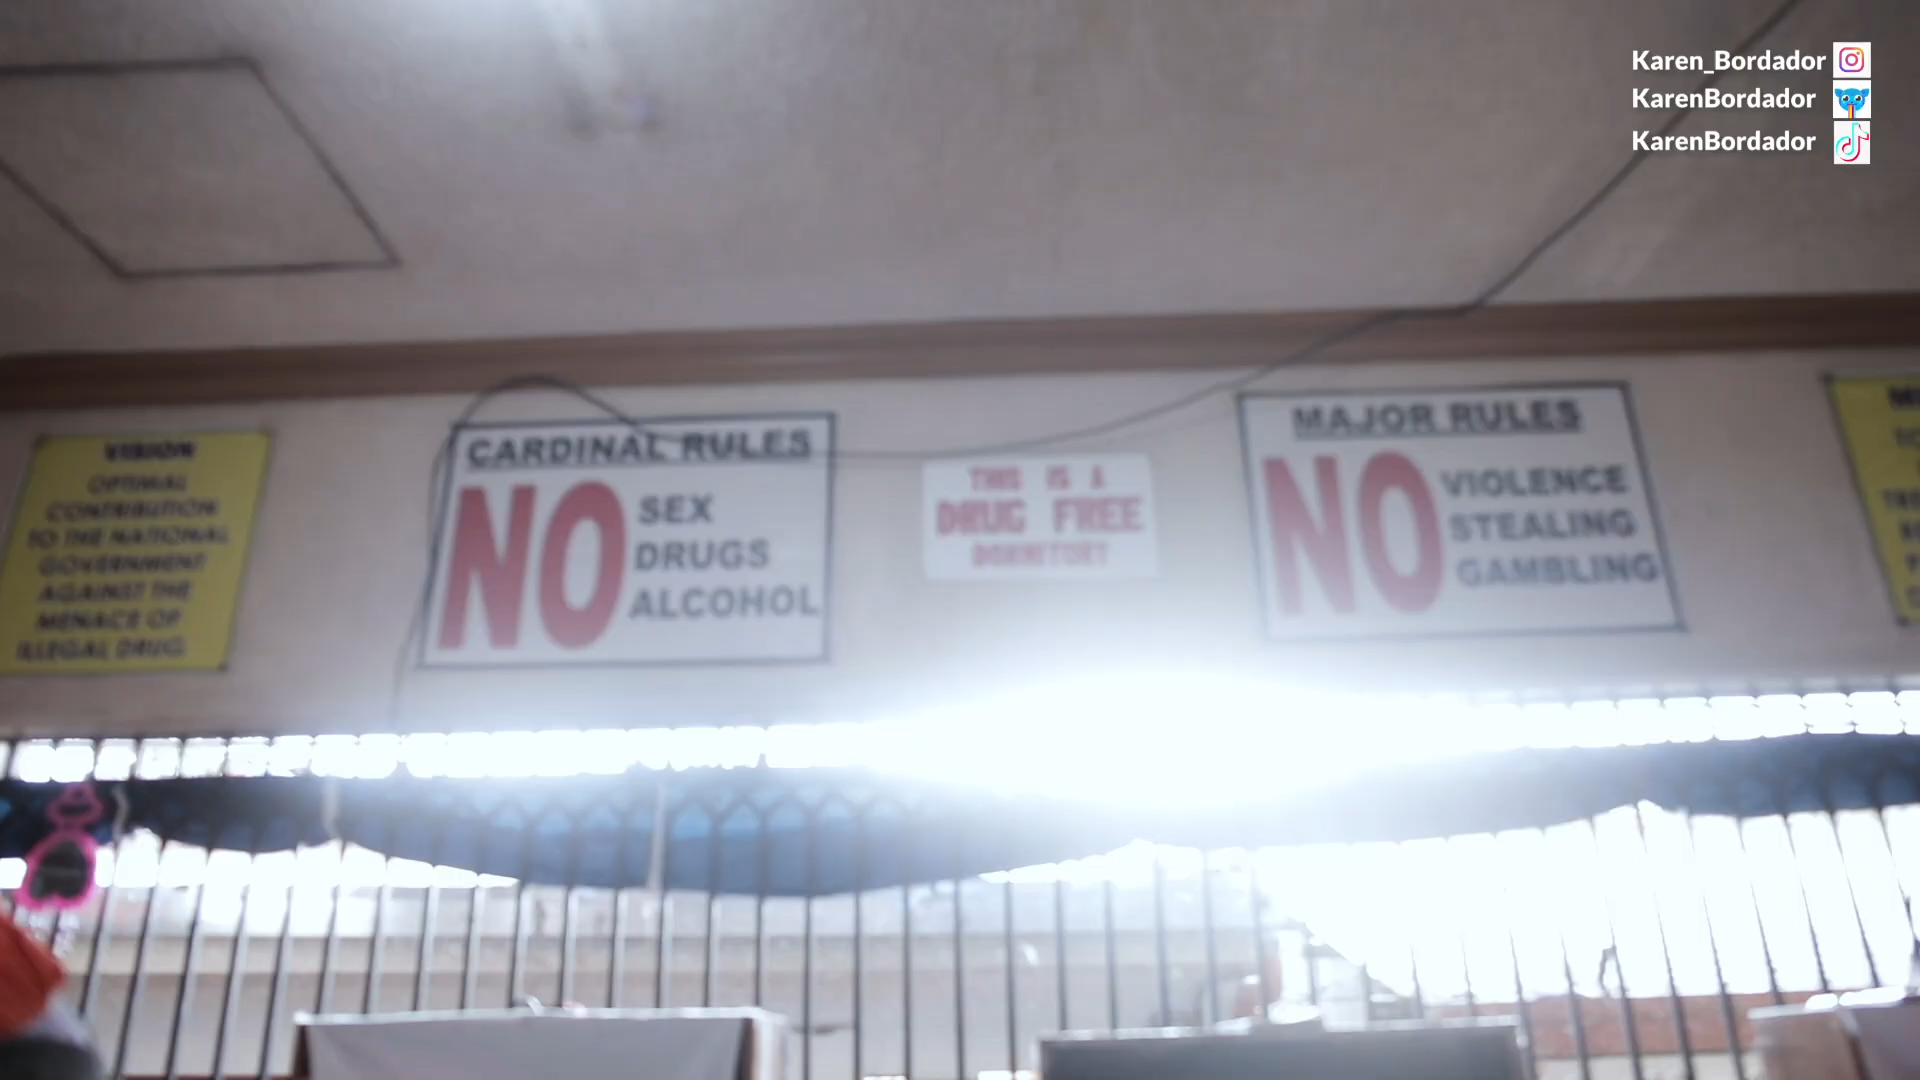 Karen_Bordador
KarenBordador
KarenBordador
VISION
OPTIMAL
CONTRIBUTION
TO THE NATIONAL
GOVERNMENT
AGAINST THE
MENACE OF
ILLEGAL DRUG
CARDINAL RULES
NO SEX
DRUGS
ALCOHOL
THIS IS A
DRUG FREE
DORMITORY
MAJOR RULES
NO VIOLENCE
STEALING
GAMBLING